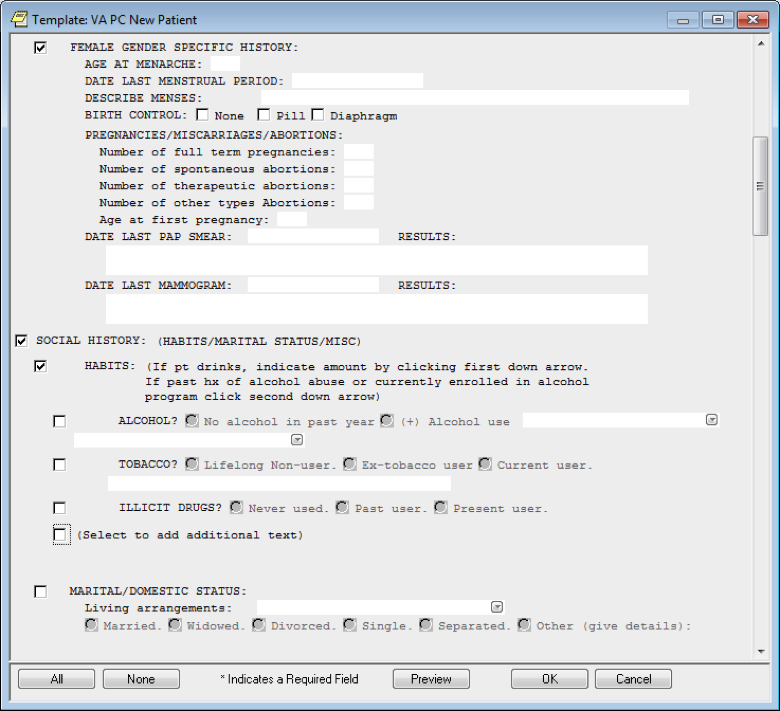 Template: VA PC New Patient
FEMALE GENDER SPECIFIC HISTORY:
AGE AT MENARCHE:
DATE LAST MENSTRUAL PERIOD:
DESCRIBE MENSES:
BIRTH CONTROL: None Pill Diaphragm
PREGNANCIES/MISCARRIAGES/ABORTIONS:
Number of full term pregnancies:
Number of spontaneous abortions:
Number of therapeutic abortions:
Number of other types Abortions:
Age at first pregnancy:
DATE LAST PAP SMEAR: RESULTS:
DATE LAST MAMMOGRAM: RESULTS:
SOCIAL HISTORY: (HABITS/MARITAL STATUS/MISC)
HABITS: (If pt drinks, indicate amount by clicking first down arrow.
If past hx of alcohol abuse or currently enrolled in alcohol
program click second down arrow)
ALCOHOL? No alcohol in past year (+) Alcohol use
TOBACCO? Lifelong Non-user. Ex-tobacco user Current user.
ILLICIT DRUGS? Never used. Past user. Present user.
(Select to add additional text)
MARITAL/DOMESTIC STATUS:
Living arrangements:
Married. Widowed. Divorced. Single. Separated. Other (give details):
All None * Indicates a Required Field Preview OK Cancel